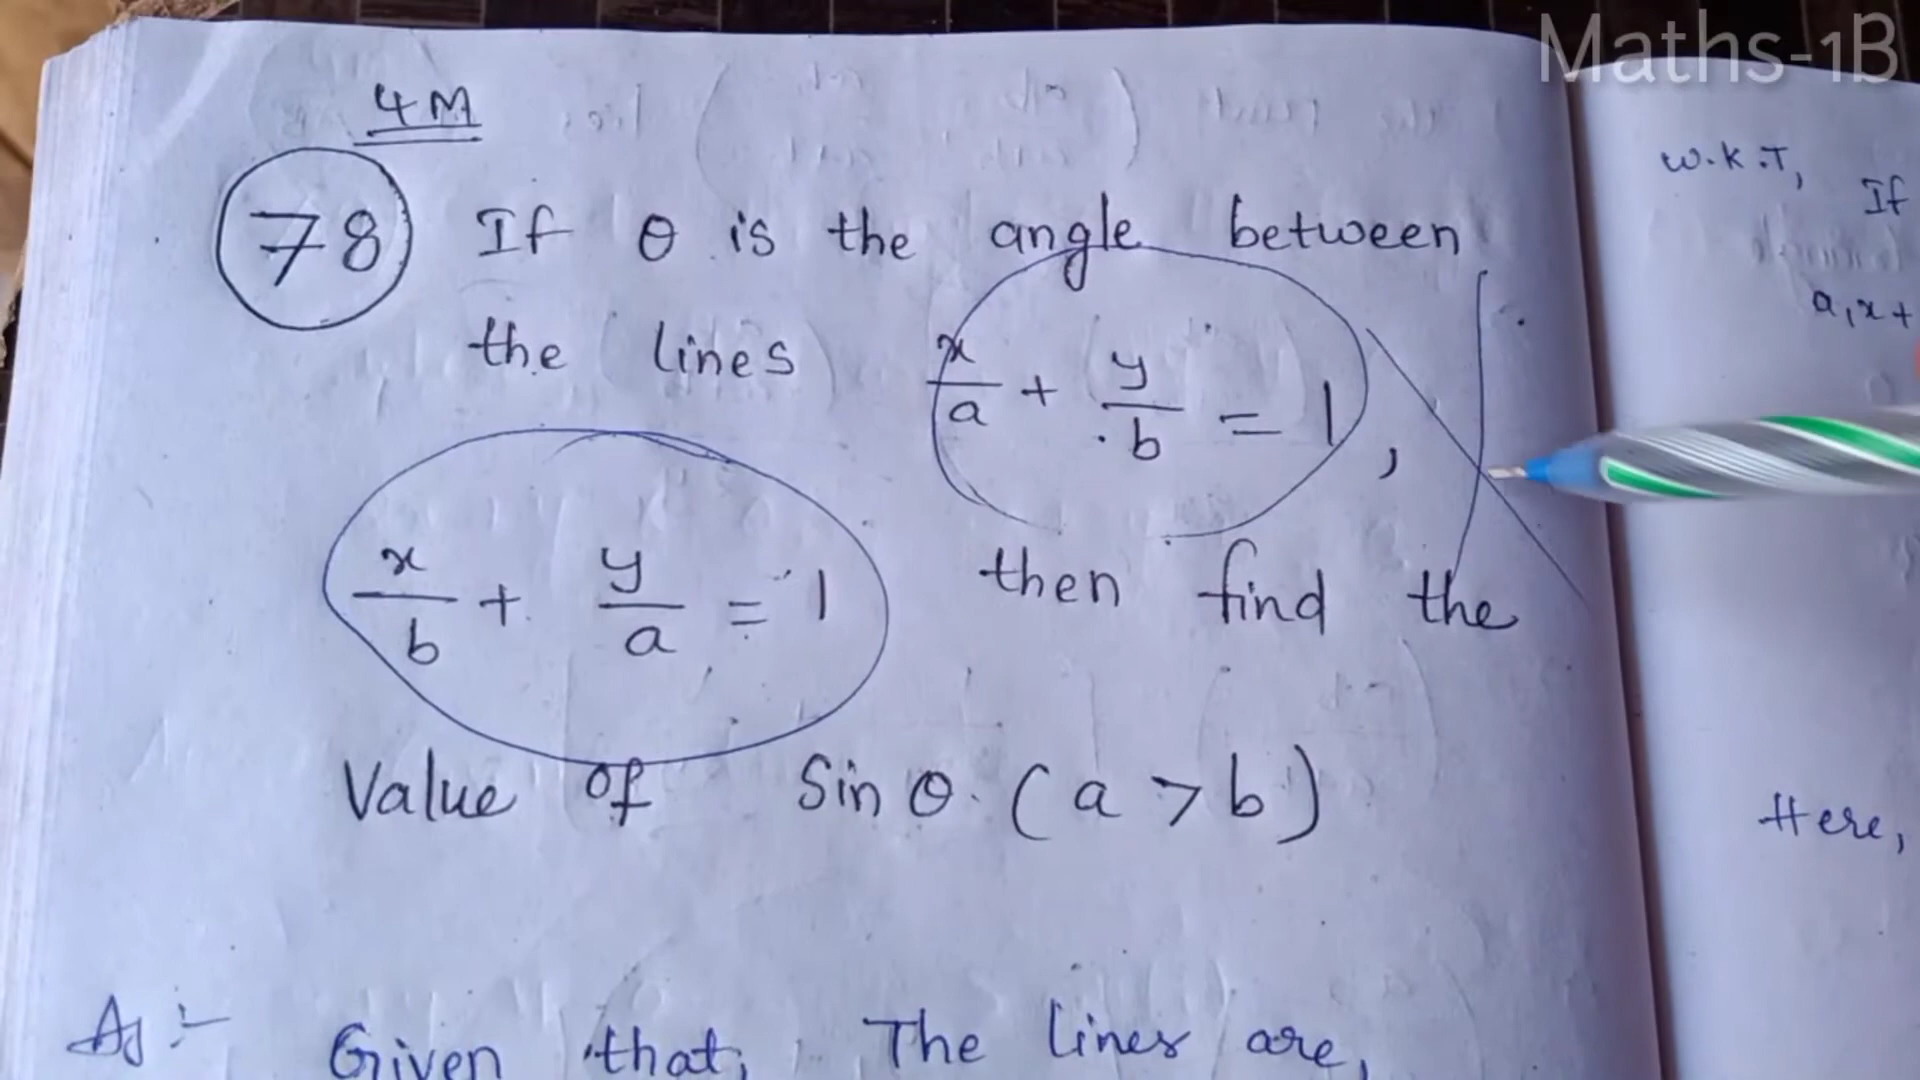 Maths-1B
4M
78 If θ is the angle between
the lines x/a + y/b = 1,
x/b + y/a = 1 then find the
Value of Sin θ. (a > b)
Given that, The lines are,
w.k.T,
If
a₁x+
Here,